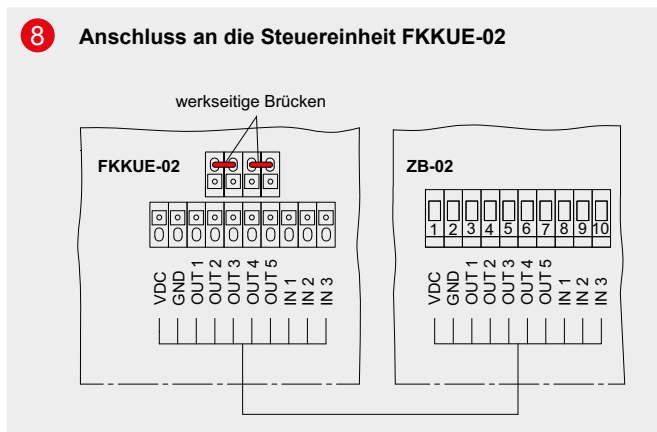 8 Anschluss an die Steuereinheit FKKUE-02
werkseitige Brücken
FKKUE-02
VDC
GND
OUT 1
OUT 2
OUT 3
OUT 4
OUT 5
IN 1
IN 2
IN 3
ZB-02
1 2 3 4 5 6 7 8 9 10
VDC
GND
OUT 1
OUT 2
OUT 3
OUT 4
OUT 5
IN 1
IN 2
IN 3